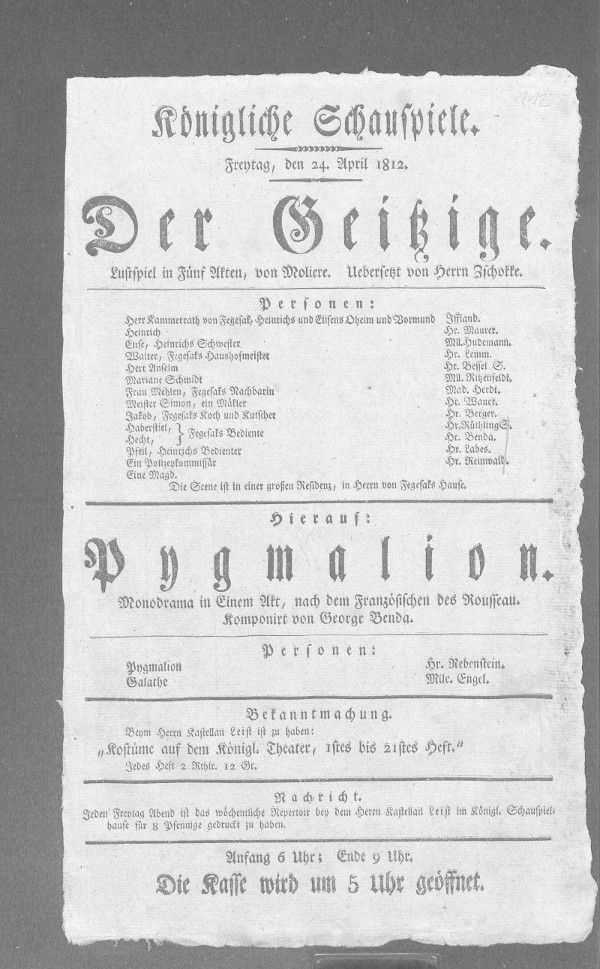 Königliche Schauspiele.
Freytag, den 24. April 1812.
Der Geitzige.
Lustspiel in Fünf Akten, von Moliere. Uebersetzt von Herrn Zschokke.
Personen:
Herr Kammerrath von Fegesak, Heinrichs und Elisens Oheim und Vormund Iffland.
Heinrich Hr. Maurer.
Elise, Heinrichs Schwester Mll. Hudemann.
Walter, Fegesaks Haushofmeister Hr. Lemm.
Herr Anselm Hr. Bessel S.
Mariane Schmidt Mll. Ritzenfeldt.
Frau Mehlen, Fegesaks Nachbarin Mad. Herdt.
Meister Simon, ein Mäkler Hr. Wauer.
Jakob, Fegesaks Koch und Kutscher Hr. Berger.
Haberstiel, } Fegesaks Bediente Hr. Rüthling S.
Hecht, Hr. Benda.
Pfeil, Heinrichs Bedienter Hr. Labes.
Ein Polizeykommissär Hr. Reinwald.
Eine Magd.
Die Scene ist in einer großen Residenz, in Herrn von Fegesaks Hause.
Hierauf:
Pygmalion.
Monodrama in Einem Akt, nach dem Französischen des Rousseau.
Komponirt von George Benda.
Personen:
Pygmalion Hr. Rebenstein.
Galathe Mlle. Engel.
Bekanntmachung.
Beym Herrn Kastellan Leist ist zu haben:
„Kostüme auf dem Königl. Theater, 1stes bis 21stes Heft.“
Jedes Heft 2 Rthlr. 12 Gr.
Nachricht.
Jeden Freytag Abend ist das wöchentliche Repertoir bey dem Herrn Kastellan Leist im Königl. Schauspiel-
hause für 8 Pfennige gedruckt zu haben.
Anfang 6 Uhr; Ende 9 Uhr.
Die Kasse wird um 5 Uhr geöffnet.